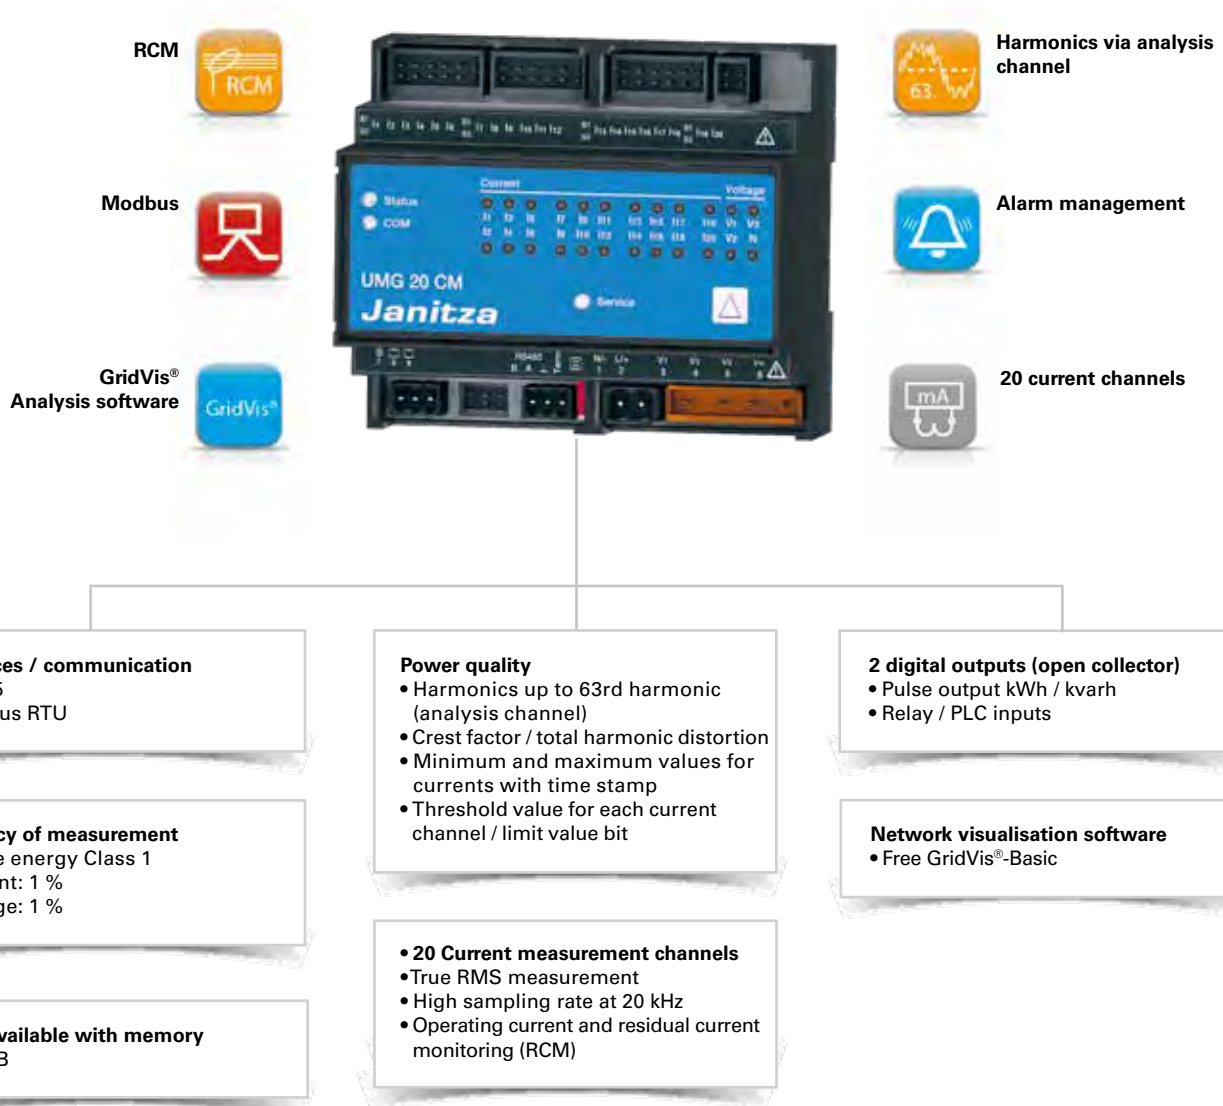 RCM
RCM
Modbus
GridVis®
Analysis software
GridVis®
Harmonics via analysis
channel
63.
Alarm management
20 current channels
mA
Current
Voltage
Status
COM
UMG 20 CM
Janitza
Service
RS485
ces / communication
5
us RTU
cy of measurement
e energy Class 1
nt: 1 %
ge: 1 %
vailable with memory
B
Power quality
• Harmonics up to 63rd harmonic
(analysis channel)
• Crest factor / total harmonic distortion
• Minimum and maximum values for
currents with time stamp
• Threshold value for each current
channel / limit value bit
• 20 Current measurement channels
•True RMS measurement
• High sampling rate at 20 kHz
• Operating current and residual current
monitoring (RCM)
2 digital outputs (open collector)
• Pulse output kWh / kvarh
• Relay / PLC inputs
Network visualisation software
• Free GridVis®-Basic